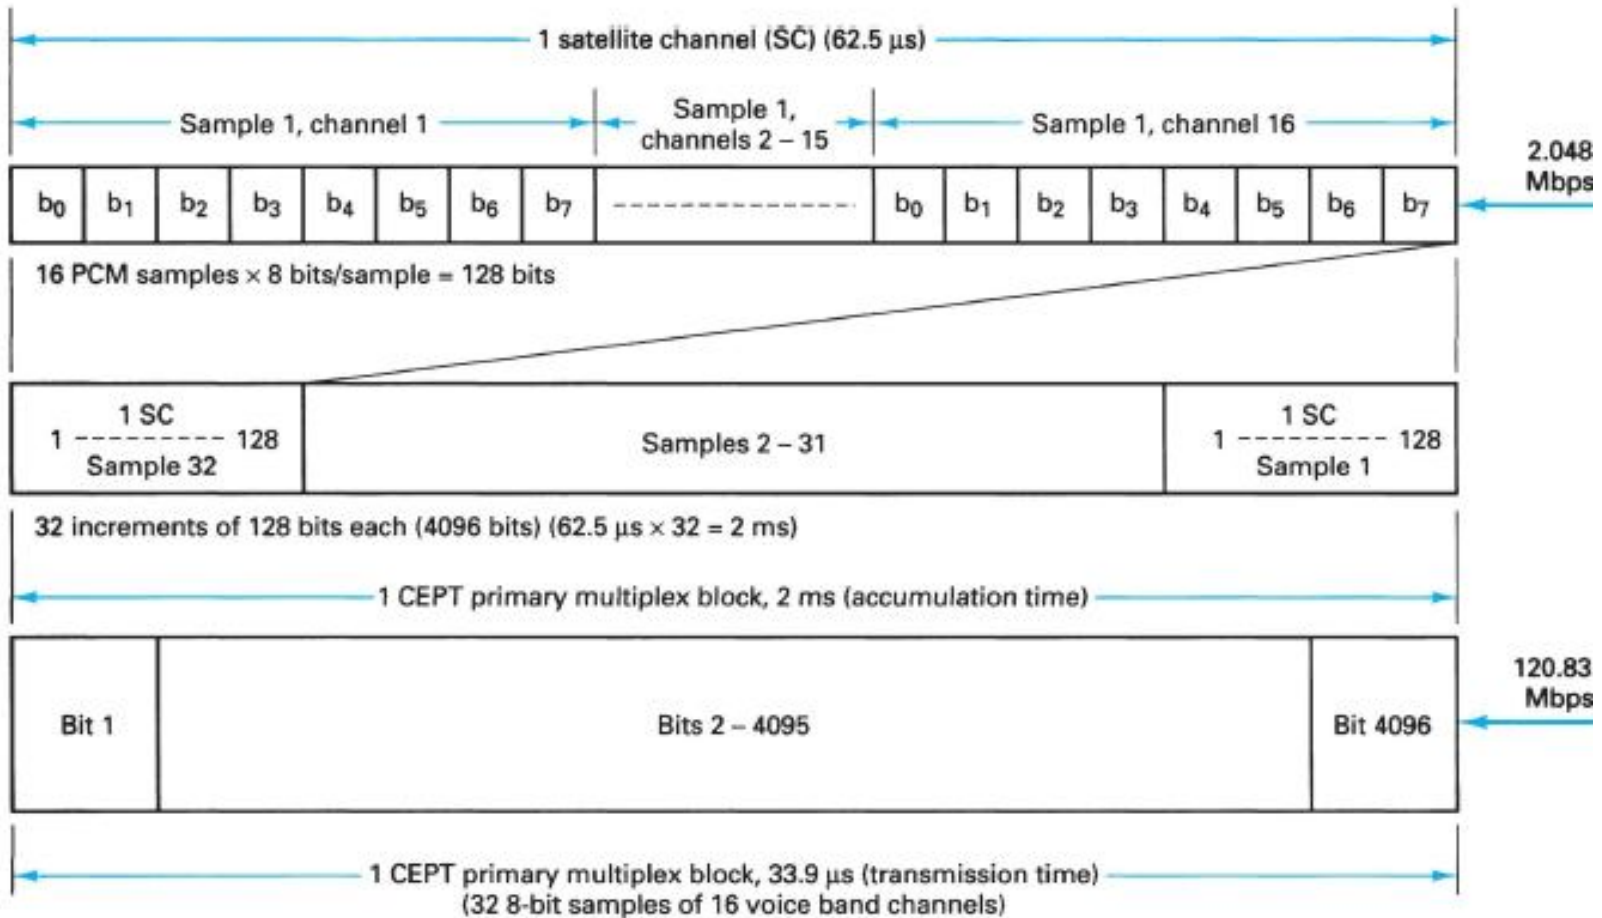 1 satellite channel (SC) (62.5 μs)
Sample 1, channel 1
Sample 1,
channels 2 – 15
Sample 1, channel 16
2.048
Mbps
b0 b1 b2 b3 b4 b5 b6 b7 b0 b1 b2 b3 b4 b5 b6 b7
16 PCM samples × 8 bits/sample = 128 bits
1 SC
1 ---------- 128
Sample 32
Samples 2 – 31
1 SC
1 ---------- 128
Sample 1
32 increments of 128 bits each (4096 bits) (62.5 μs × 32 = 2 ms)
1 CEPT primary multiplex block, 2 ms (accumulation time)
120.83
Mbps
Bit 1
Bits 2 – 4095
Bit 4096
1 CEPT primary multiplex block, 33.9 μs (transmission time)
(32 8-bit samples of 16 voice band channels)